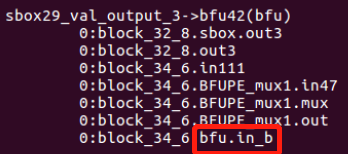 sbox29_val_output_3->bfu42(bfu)
0:block_32_8.sbox.out3
0:block_32_8.out3
0:block_34_6.in111
0:block_34_6.BFUPE_mux1.in47
0:block_34_6.BFUPE_mux1.mux
0:block_34_6.BFUPE_mux1.out
0:block_34_6.bfu.in_b